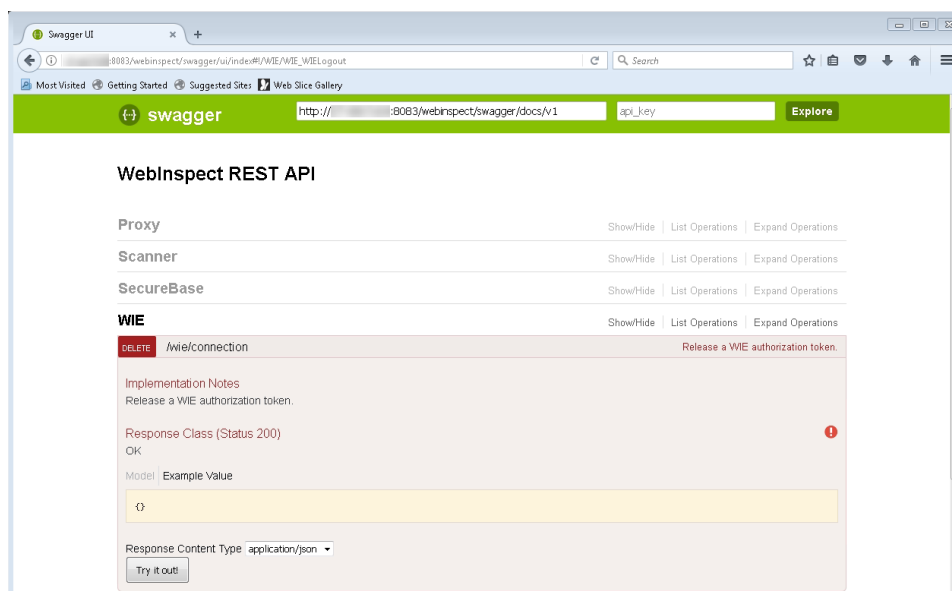 Swagger UI
:8083/webinspect/swagger/ui/index#!/WIE/WIE_WIELogout
Search
Most Visited Getting Started Suggested Sites Web Slice Gallery
swagger http:// :8083/webinspect/swagger/docs/v1 api_key Explore
WebInspect REST API
Proxy Show/Hide List Operations Expand Operations
Scanner Show/Hide List Operations Expand Operations
SecureBase Show/Hide List Operations Expand Operations
WIE Show/Hide List Operations Expand Operations
DELETE /wie/connection Release a WIE authorization token.
Implementation Notes
Release a WIE authorization token.
Response Class (Status 200)
OK
Model Example Value
{}
Response Content Type application/json
Try it out!